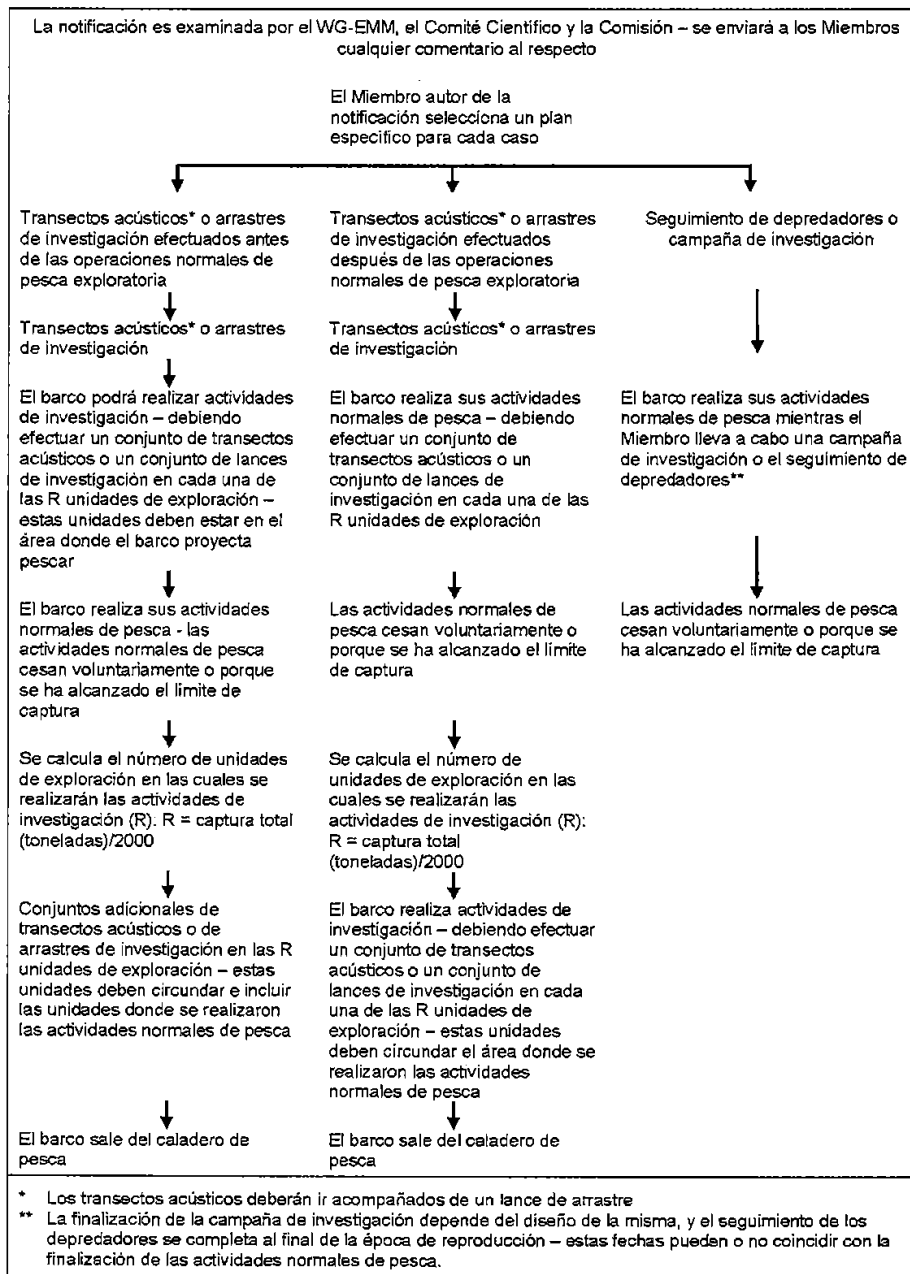 La notificación es examinada por el WG-EMM, el Comité Científico y la Comisión – se enviará a los Miembros
cualquier comentario al respecto
El Miembro autor de la
notificación selecciona un plan
especifico para cada caso
Transectos acústicos* o arrastres
de investigación efectuados antes
de las operaciones normales de
pesca exploratoria
Transectos acústicos* o arrastres
de investigación
El barco podrá realizar actividades
de investigación – debiendo
efectuar un conjunto de transectos
acústicos o un conjunto de lances
de investigación en cada una de
las R unidades de exploración –
estas unidades deben estar en el
área donde el barco proyecta
pescar
El barco realiza sus actividades
normales de pesca - las
actividades normales de pesca
cesan voluntariamente o porque
se ha alcanzado el límite de
captura
Se calcula el número de unidades
de exploración en las cuales se
realizarán las actividades de
investigación (R): R = captura total
(toneladas)/2000
Conjuntos adicionales de
transectos acústicos o de
arrastres de investigación en las R
unidades de exploración – estas
unidades deben circundar e incluir
las unidades donde se realizaron
las actividades normales de pesca
El barco sale del caladero de
pesca
Transectos acústicos* o arrastres
de investigación efectuados
después de las operaciones
normales de pesca exploratoria
Transectos acústicos* o arrastres
de investigación
El barco realiza sus actividades
normales de pesca – debiendo
efectuar un conjunto de
transectos acústicos o un
conjunto de lances de
investigación en cada una de las
R unidades de exploración
Las actividades normales de
pesca cesan voluntariamente o
porque se ha alcanzado el límite
de captura
Se calcula el número de
unidades de exploración en las
cuales se realizarán las
actividades de investigación (R):
R = captura total
(toneladas)/2000
El barco realiza actividades de
investigación – debiendo efectuar
un conjunto de transectos
acústicos o un conjunto de
lances de investigación en cada
una de las R unidades de
exploración – estas unidades
deben circundar el área donde se
realizaron las actividades
normales de pesca
El barco sale del caladero de
pesca
Seguimiento de depredadores o
campaña de investigación
El barco realiza sus actividades
normales de pesca mientras el
Miembro lleva a cabo una campaña
de investigación o el seguimiento de
depredadores**
Las actividades normales de pesca
cesan voluntariamente o porque se
ha alcanzado el límite de captura
* Los transectos acústicos deberán ir acompañados de un lance de arrastre
** La finalización de la campaña de investigación depende del diseño de la misma, y el seguimiento de los
depredadores se completa al final de la época de reproducción – estas fechas pueden o no coincidir con la
finalización de las actividades normales de pesca.